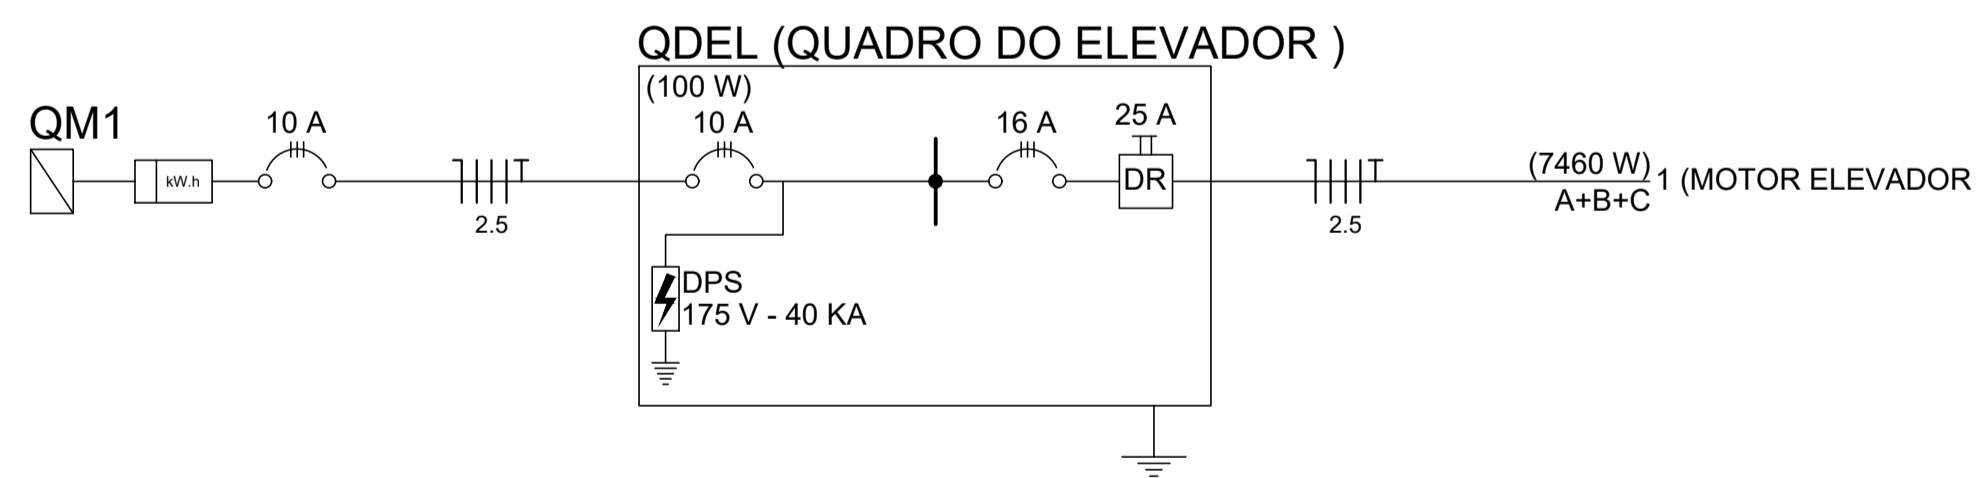 QDEL (QUADRO DO ELEVADOR )
(100 W)
QM1
10 A
10 A
16 A
25 A
kW.h
DR
(7460 W)
1 (MOTOR ELEVADOR
A+B+C
2.5
2.5
DPS
175 V - 40 KA